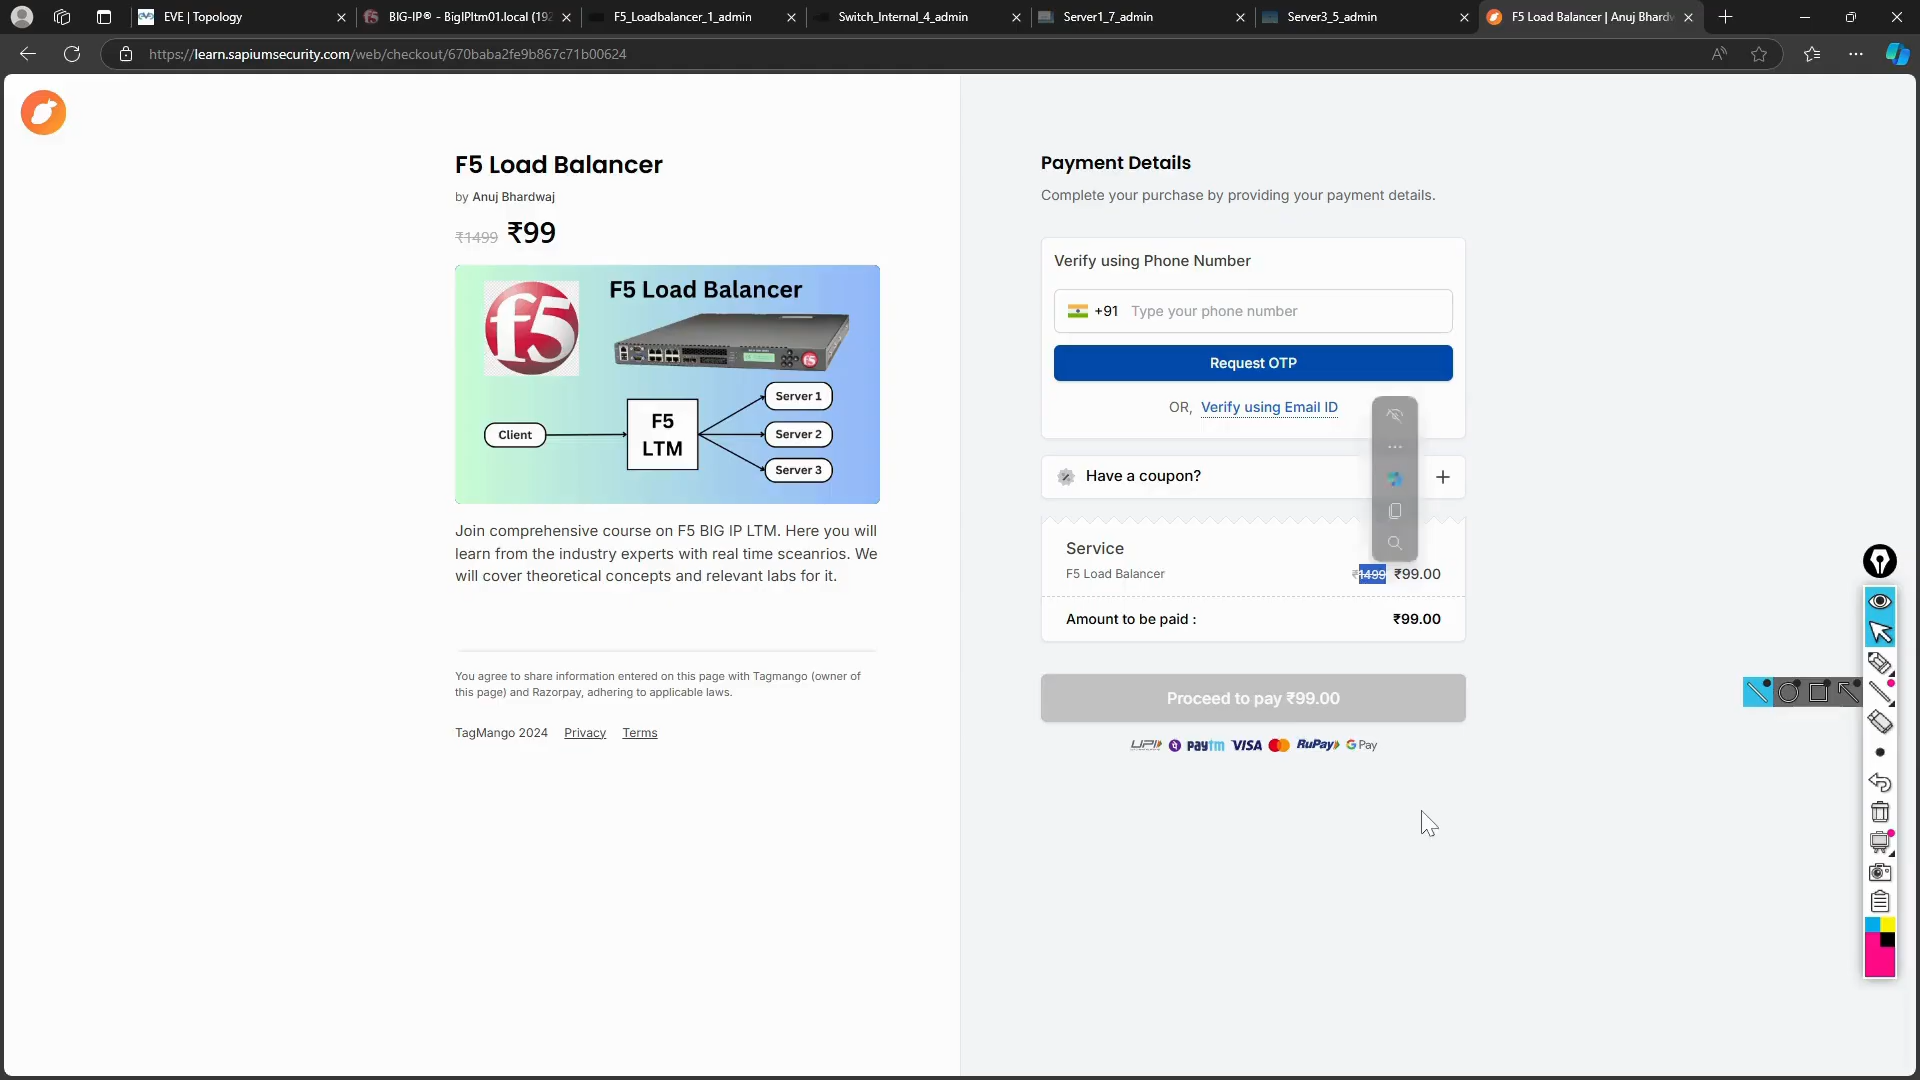 EVE | Topology
BIG-IP® - BigIPltm01.local (192
F5_Loadbalancer_1_admin
Switch_Internal_4_admin
Server1_7_admin
Server3_5_admin
F5 Load Balancer | Anuj Bhardw
https://learn.sapiumsecurity.com/web/checkout/670baba2fe9b867c71b00624
F5 Load Balancer
by Anuj Bhardwaj
₹1499 ₹99
f5
F5 Load Balancer
f5
Client
F5
LTM
Server 1
Server 2
Server 3
Join comprehensive course on F5 BIG IP LTM. Here you will
learn from the industry experts with real time sceanrios. We
will cover theoretical concepts and relevant labs for it.
You agree to share information entered on this page with Tagmango (owner of
this page) and Razorpay, adhering to applicable laws.
TagMango 2024 Privacy Terms
Payment Details
Complete your purchase by providing your payment details.
Verify using Phone Number
+91 Type your phone number
Request OTP
OR, Verify using Email ID
Have a coupon?
Service
F5 Load Balancer ₹1499 ₹99.00
Amount to be paid : ₹99.00
Proceed to pay ₹99.00
UPI paytm VISA RuPay G Pay